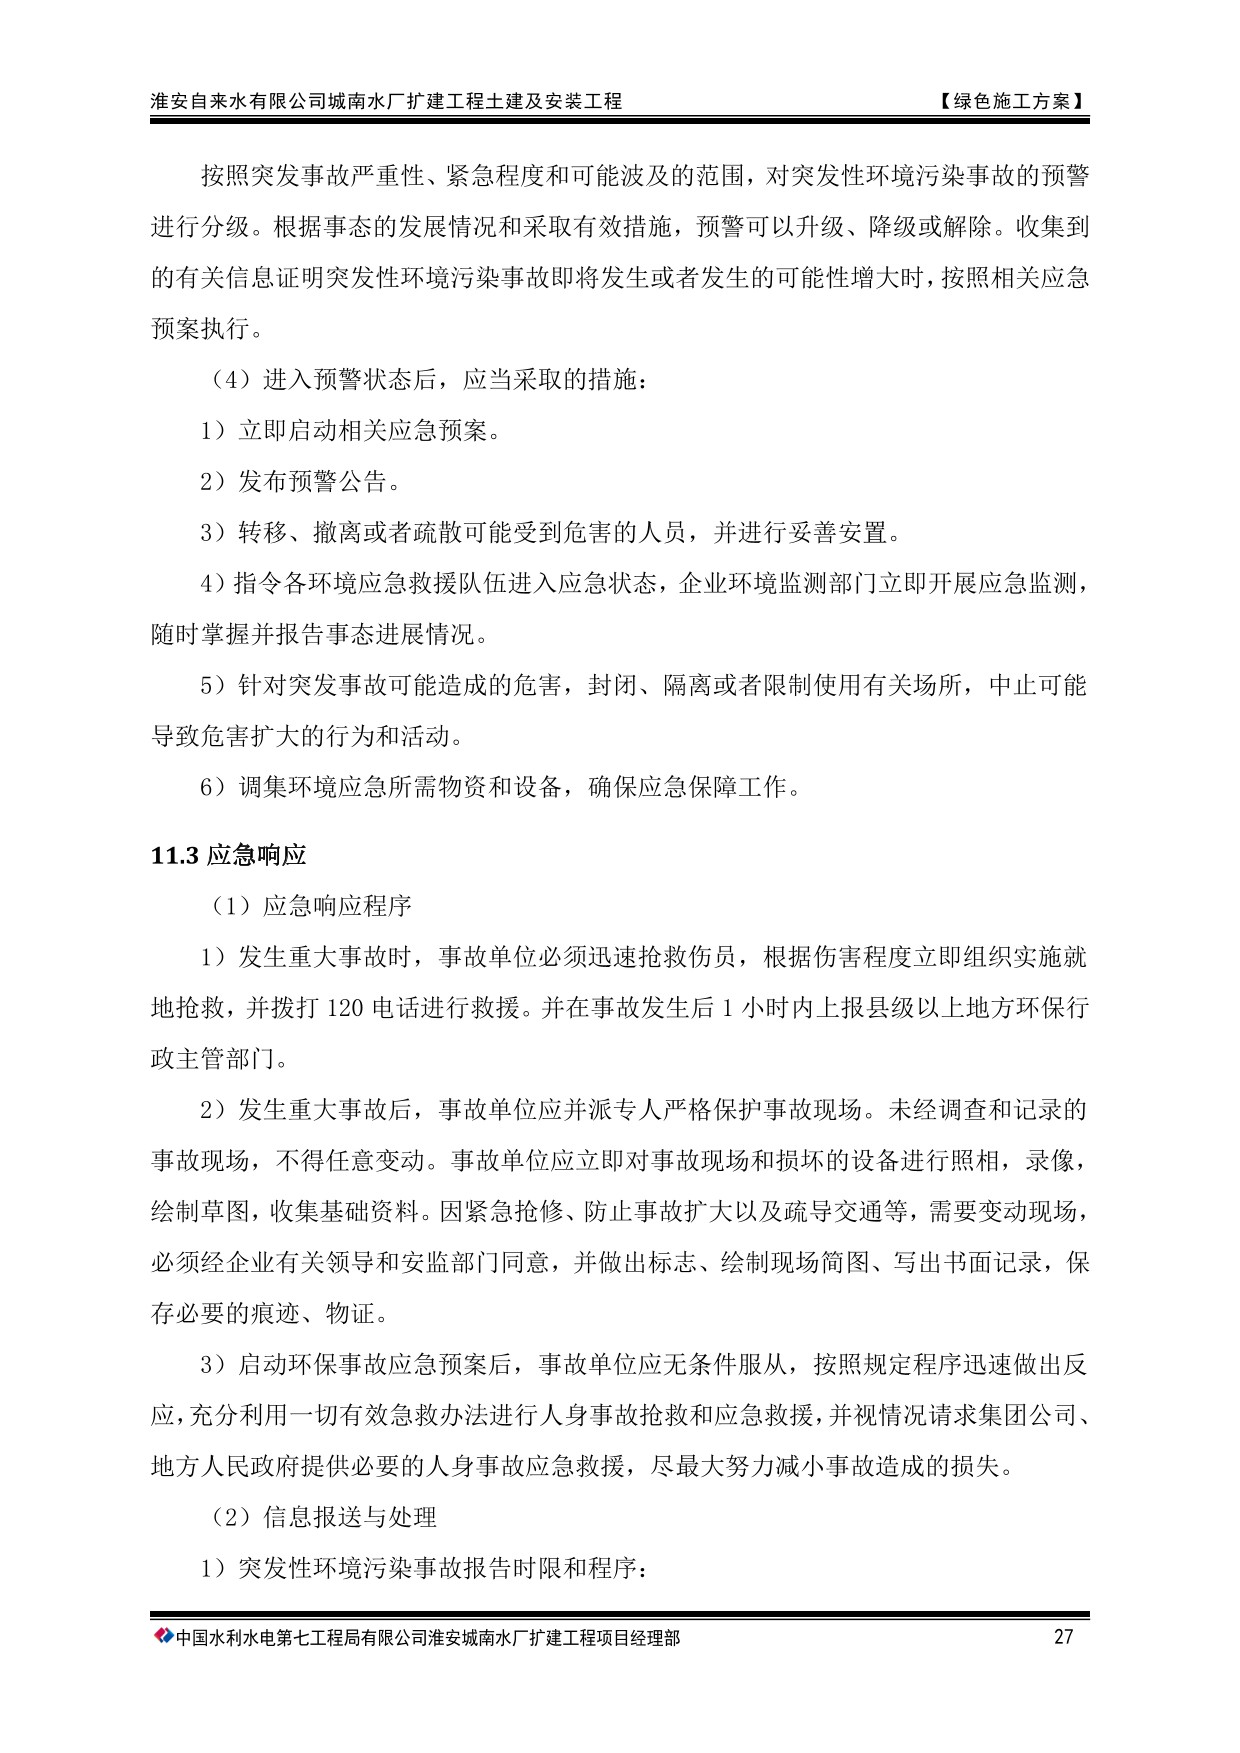 淮安自来水有限公司城南水厂扩建工程土建及安装工程 【绿色施工方案】
按照突发事故严重性、紧急程度和可能波及的范围，对突发性环境污染事故的预警
进行分级。根据事态的发展情况和采取有效措施，预警可以升级、降级或解除。收集到
的有关信息证明突发性环境污染事故即将发生或者发生的可能性增大时，按照相关应急
预案执行。
（4）进入预警状态后，应当采取的措施：
1）立即启动相关应急预案。
2）发布预警公告。
3）转移、撤离或者疏散可能受到危害的人员，并进行妥善安置。
4）指令各环境应急救援队伍进入应急状态，企业环境监测部门立即开展应急监测，
随时掌握并报告事态进展情况。
5）针对突发事故可能造成的危害，封闭、隔离或者限制使用有关场所，中止可能
导致危害扩大的行为和活动。
6）调集环境应急所需物资和设备，确保应急保障工作。
11.3 应急响应
（1）应急响应程序
1）发生重大事故时，事故单位必须迅速抢救伤员，根据伤害程度立即组织实施就
地抢救，并拨打 120 电话进行救援。并在事故发生后 1 小时内上报县级以上地方环保行
政主管部门。
2）发生重大事故后，事故单位应并派专人严格保护事故现场。未经调查和记录的
事故现场，不得任意变动。事故单位应立即对事故现场和损坏的设备进行照相，录像，
绘制草图，收集基础资料。因紧急抢修、防止事故扩大以及疏导交通等，需要变动现场，
必须经企业有关领导和安监部门同意，并做出标志、绘制现场简图、写出书面记录，保
存必要的痕迹、物证。
3）启动环保事故应急预案后，事故单位应无条件服从，按照规定程序迅速做出反
应，充分利用一切有效急救办法进行人身事故抢救和应急救援，并视情况请求集团公司、
地方人民政府提供必要的人身事故应急救援，尽最大努力减小事故造成的损失。
（2）信息报送与处理
1）突发性环境污染事故报告时限和程序：
中国水利水电第七工程局有限公司淮安城南水厂扩建工程项目经理部 27